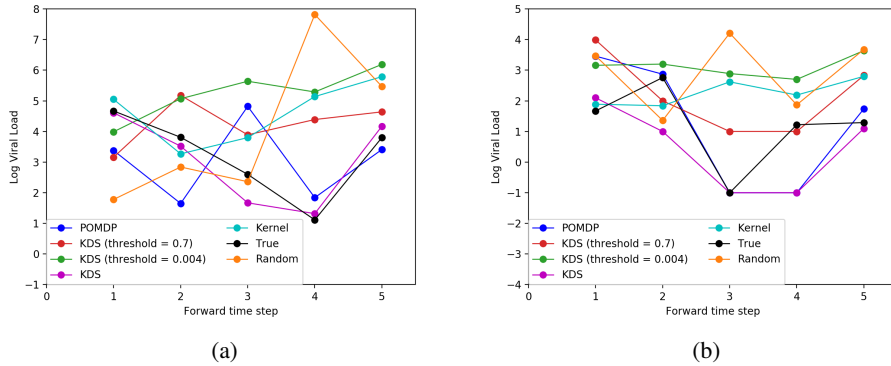 8
7
6
5
4
3
2
1
0
−1
Log Viral Load
0 1 2 3 4 5
Forward time step
POMDP
KDS (threshold = 0.7)
KDS (threshold = 0.004)
KDS
Kernel
True
Random
(a)
5
4
3
2
1
0
−1
−2
−3
−4
Log Viral Load
0 1 2 3 4 5
Forward time step
POMDP
KDS (threshold = 0.7)
KDS (threshold = 0.004)
KDS
Kernel
True
Random
(b)